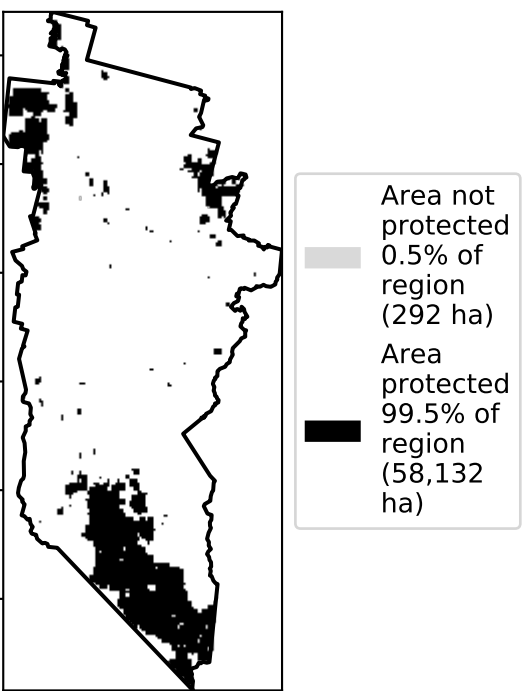 Area not
protected
0.5% of
region
(292 ha)
Area
protected
99.5% of
region
(58,132
ha)